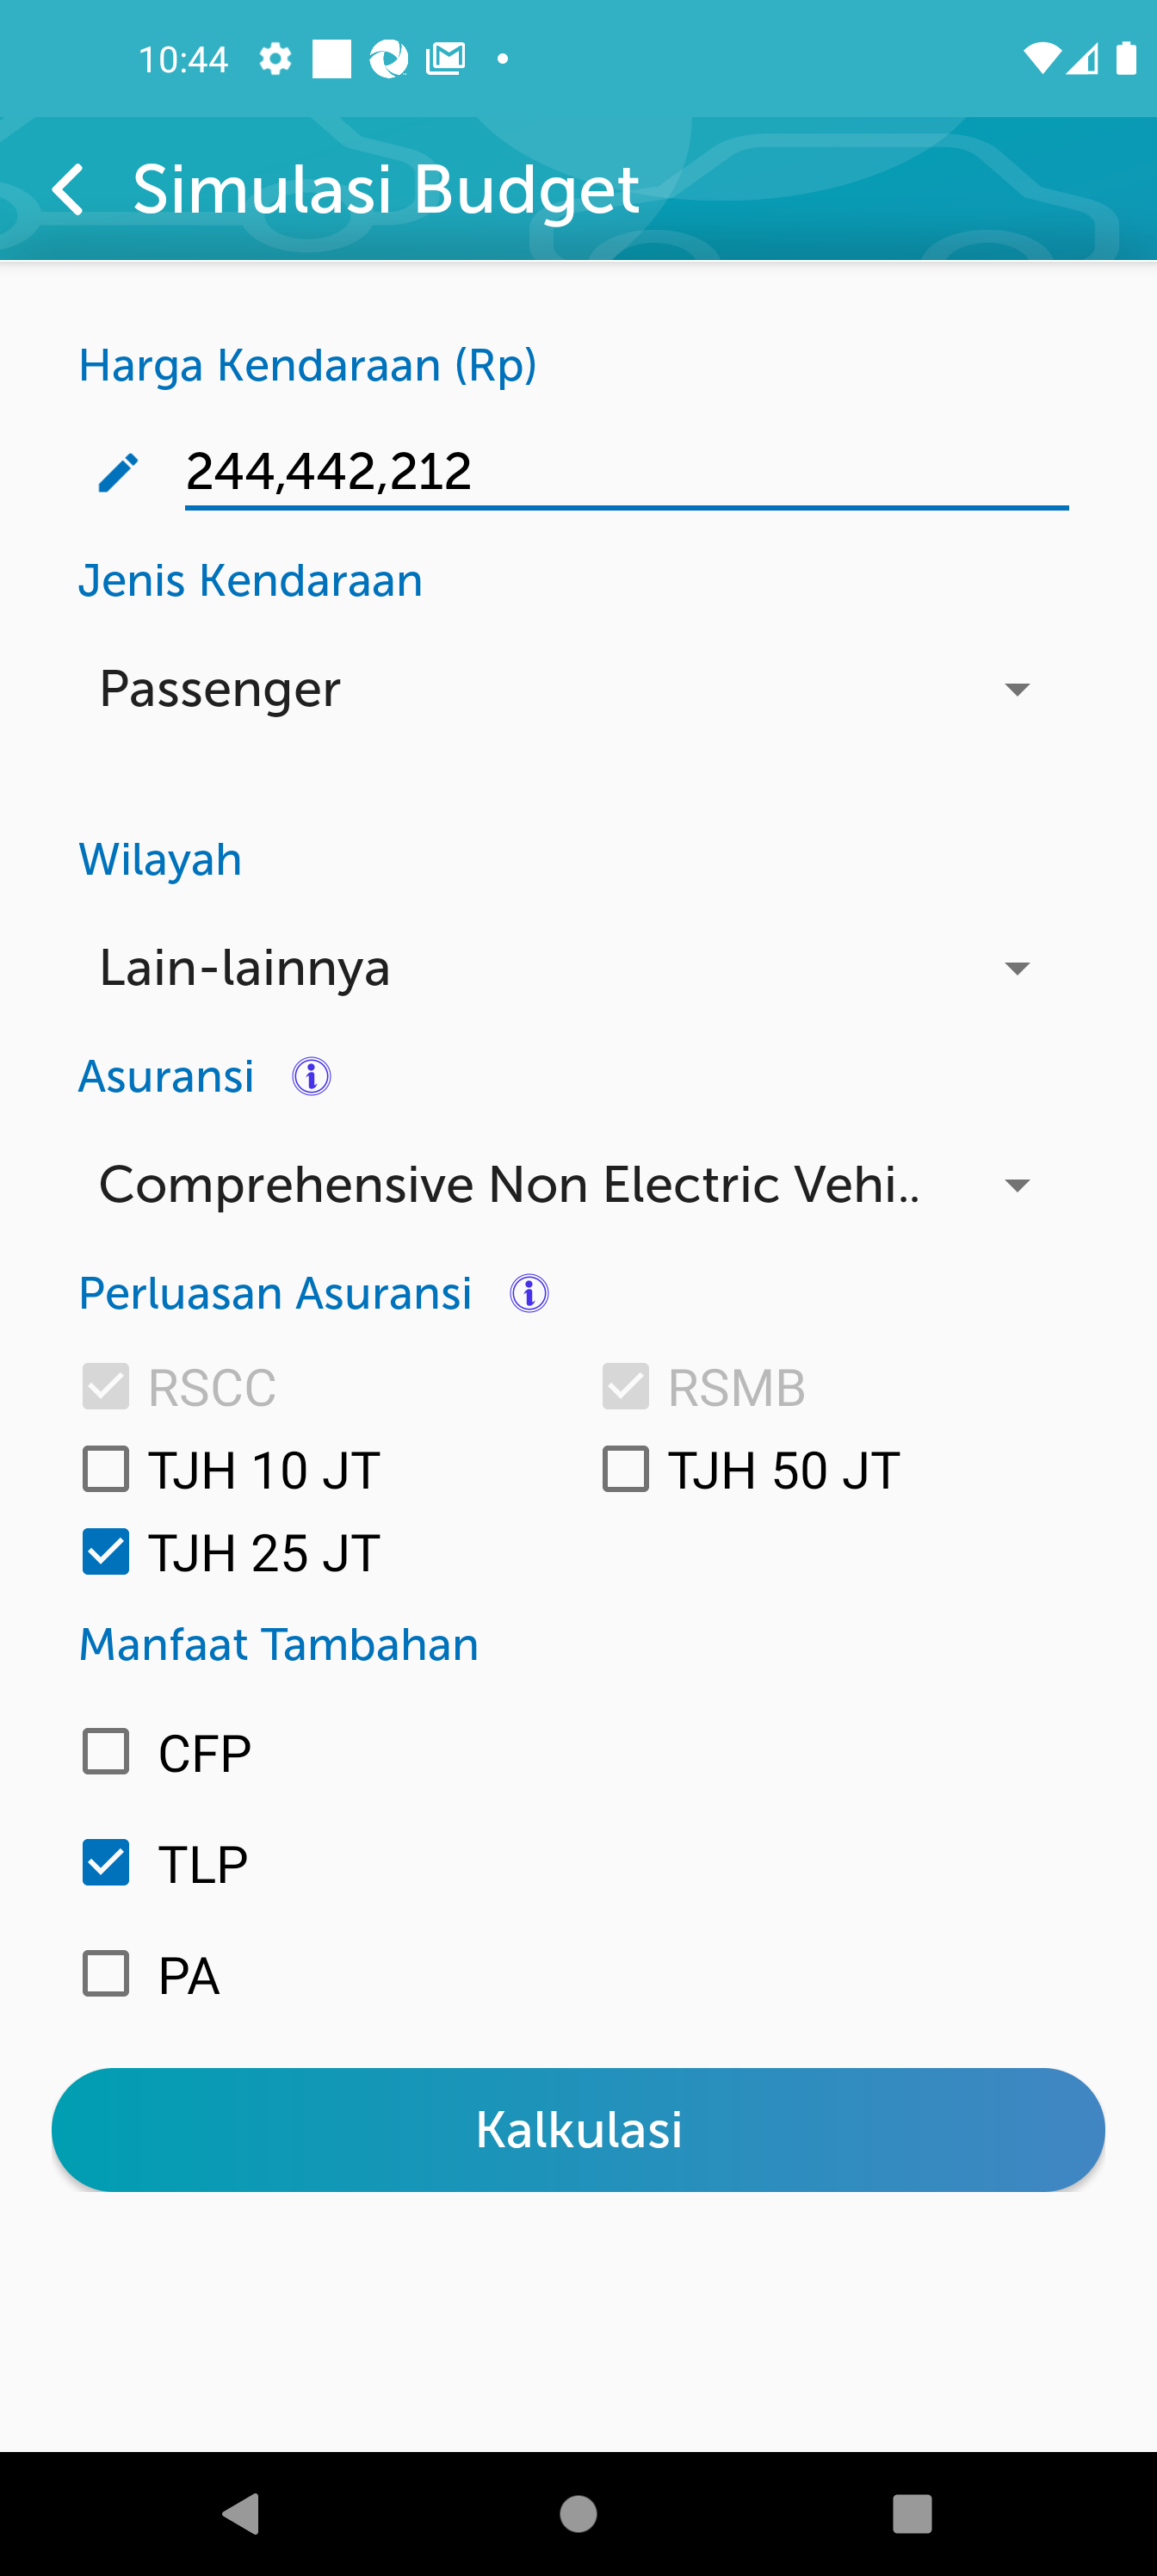 10:44
Simulasi Budget
Harga Kendaraan (Rp)
244,442,212
Jenis Kendaraan
Passenger
Wilayah
Lain-lainnya
Asuransi
Comprehensive Non Electric Vehi..
Perluasan Asuransi
RSCC RSMB
TJH 10 JT TJH 50 JT
TJH 25 JT
Manfaat Tambahan
CFP
TLP
PA
Kalkulasi